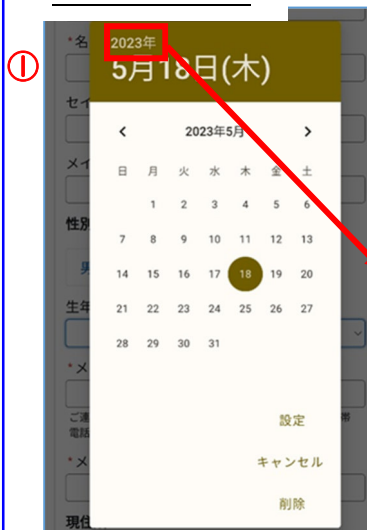 ①
*名
2023年
5月18日(木)
セイ
< 2023年5月 >
メイ
日 月 火 水 木 金 土
1 2 3 4 5 6
性別
7 8 9 10 11 12 13
男
14 15 16 17 18 19 20
生年
21 22 23 24 25 26 27
28 29 30 31
*メ
ご連
帯
電話
設定
*メ
キャンセル
削除
現住